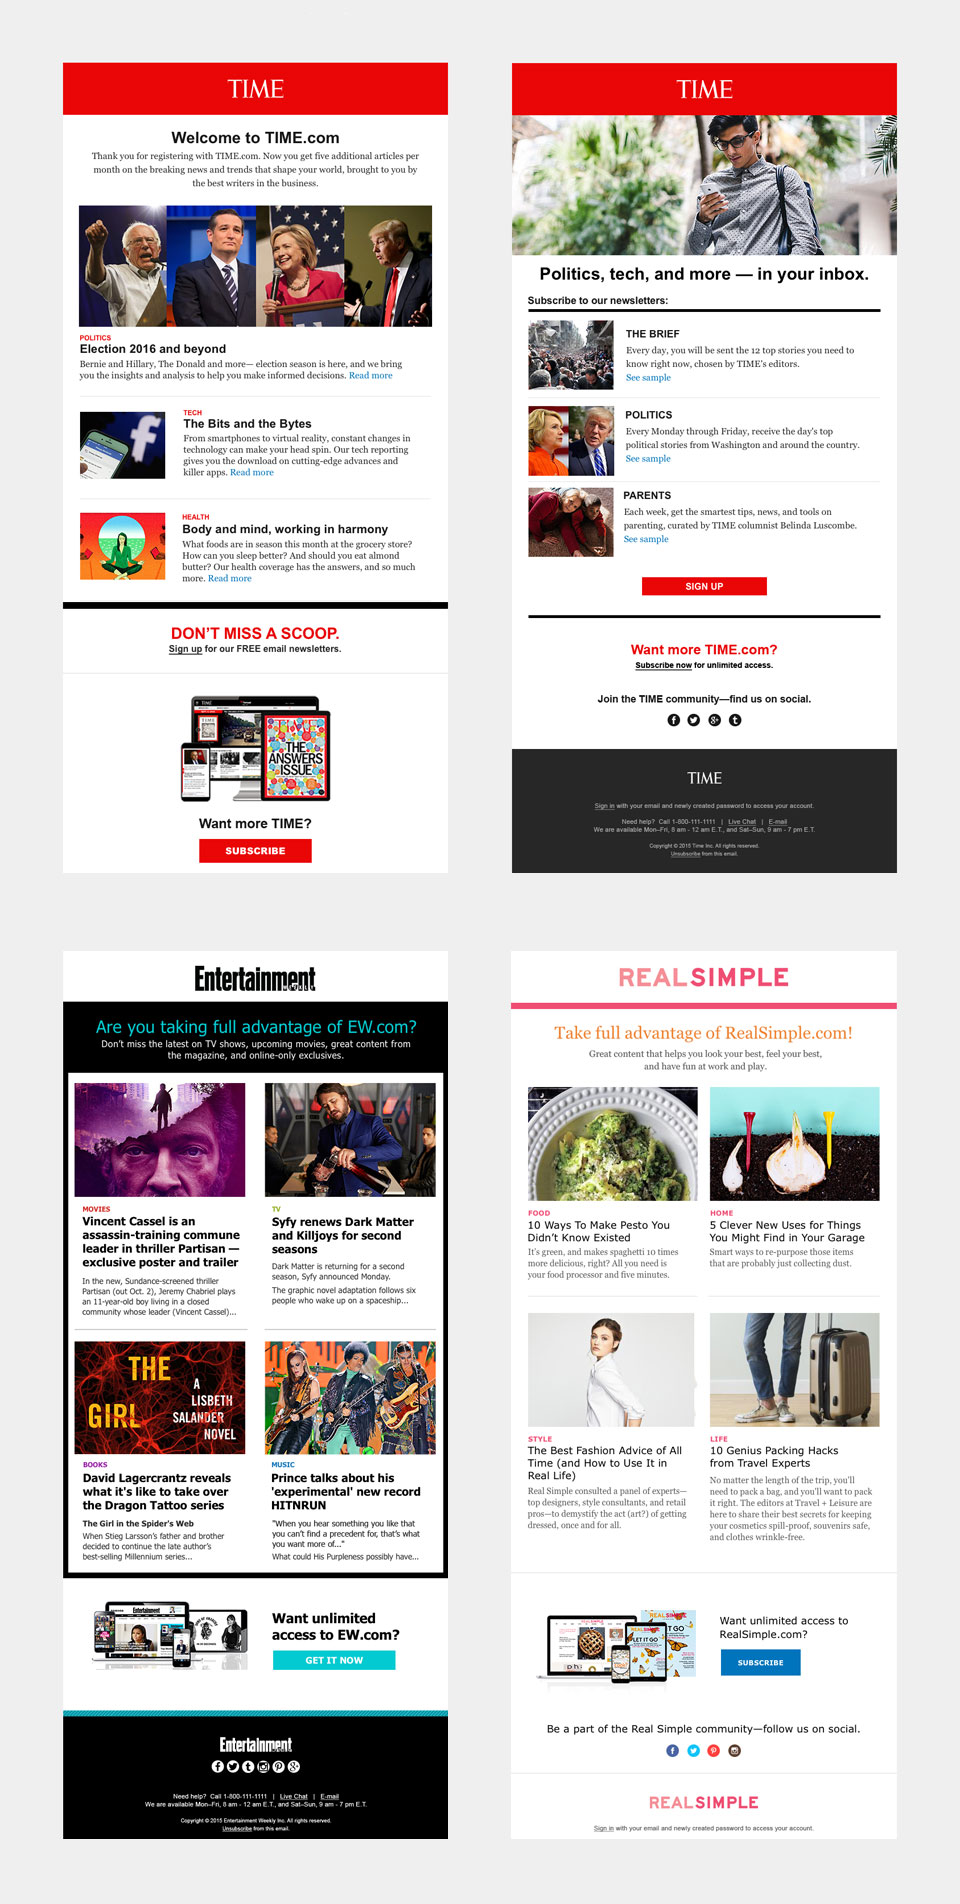 TIME
Welcome to TIME.com
Thank you for registering with TIME.com. Now you get five additional articles per
month on the breaking news and trends that shape your world, brought to you by
the best writers in the business.
POLITICS
Election 2016 and beyond
Bernie and Hillary, The Donald and more— election season is here, and we bring
you the insights and analysis to help you make informed decisions. Read more
TECH
The Bits and the Bytes
From smartphones to virtual reality, constant changes in
technology can make your head spin. Our tech reporting
gives you the download on cutting-edge advances and
killer apps. Read more
HEALTH
Body and mind, working in harmony
What foods are in season this month at the grocery store?
How can you sleep better? And should you eat almond
butter? Our health coverage has the answers, and so much
more. Read more
DON'T MISS A SCOOP.
Sign up for our FREE email newsletters.
TIME
THE
ANSWERS
ISSUE
Want more TIME?
SUBSCRIBE
TIME
Politics, tech, and more — in your inbox.
Subscribe to our newsletters:
THE BRIEF
Every day, you will be sent the 12 top stories you need to
know right now, chosen by TIME's editors.
See sample
POLITICS
Every Monday through Friday, receive the day's top
political stories from Washington and around the country.
See sample
PARENTS
Each week, get the smartest tips, news, and tools on
parenting, curated by TIME columnist Belinda Luscombe.
See sample
SIGN UP
Want more TIME.com?
Subscribe now for unlimited access.
Join the TIME community—find us on social.
TIME
Sign in with your email and newly created password to access your account.
Need help? Call 1-800-111-1111 | Live Chat | E-mail
We are available Mon–Fri, 8 am - 12 am E.T., and Sat–Sun, 9 am - 7 pm E.T.
Copyright © 2015 Time Inc. All rights reserved.
Unsubscribe from this email.
Entertainment
WEEKLY
Are you taking full advantage of EW.com?
Don't miss the latest on TV shows, upcoming movies, great content from
the magazine, and online-only exclusives.
MOVIES
Vincent Cassel is an
assassin-training commune
leader in thriller Partisan —
exclusive poster and trailer
In the new, Sundance-screened thriller
Partisan (out Oct. 2), Jeremy Chabriel plays
an 11-year-old boy living in a closed
community whose leader (Vincent Cassel)...
TV
Syfy renews Dark Matter
and Killjoys for second
seasons
Dark Matter is returning for a second
season, Syfy announced Monday.
The graphic novel adaptation follows six
people who wake up on a spaceship...
THE
GIRL
A
LISBETH
SALANDER
NOVEL
BOOKS
David Lagercrantz reveals
what it's like to take over
the Dragon Tattoo series
The Girl in the Spider's Web
When Stieg Larsson's father and brother
decided to continue the late author's
best-selling Millennium series...
MUSIC
Prince talks about his
'experimental' new record
HITNRUN
"When you hear something you like that
you can't find a precedent for, that's what
you want more of..."
What could His Purpleness possibly have...
Entertainment
Want unlimited
access to EW.com?
GET IT NOW
Entertainment
WEEKLY
Need help? Call 1-800-111-1111 | Live Chat | E-mail
We are available Mon–Fri, 8 am - 12 am E.T., and Sat–Sun, 9 am - 7 pm E.T.
Copyright © 2015 Entertainment Weekly Inc. All rights reserved.
Unsubscribe from this email.
REALSIMPLE
Take full advantage of RealSimple.com!
Great content that helps you look your best, feel your best,
and have fun at work and play.
FOOD
10 Ways To Make Pesto You
Didn't Know Existed
It's green, and makes spaghetti 10 times
more delicious, right? All you need is
your food processor and five minutes.
HOME
5 Clever New Uses for Things
You Might Find in Your Garage
Smart ways to re-purpose those items
that are probably just collecting dust.
STYLE
The Best Fashion Advice of All
Time (and How to Use It in
Real Life)
Real Simple consulted a panel of experts—
top designers, style consultants, and retail
pros—to demystify the act (art?) of getting
dressed, once and for all.
LIFE
10 Genius Packing Hacks
from Travel Experts
No matter the length of the trip, you'll
need to pack a bag, and you'll want to pack
it right. The editors at Travel + Leisure are
here to share their best secrets for keeping
your cosmetics spill-proof, souvenirs safe,
and clothes wrinkle-free.
REALSIMPLE
LET IT GO
Want unlimited access to
RealSimple.com?
SUBSCRIBE
Be a part of the Real Simple community—follow us on social.
REALSIMPLE
Sign in with your email and newly created password to access your account.